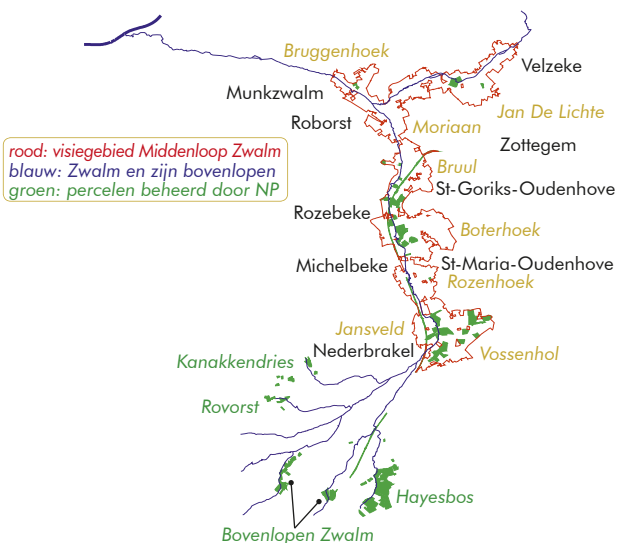 Bruggenhoek
Velzeke
Munkzwalm
Jan De Lichte
Roborst
Moriaan
Zottegem
rood: visiegebied Middenloop Zwalm
blauw: Zwalm en zijn bovenlopen
groen: percelen beheerd door NP
Bruul
St-Goriks-Oudenhove
Rozebeke
Boterhoek
Michelbeke
St-Maria-Oudenhove
Rozenhoek
Jansveld
Nederbrakel
Vossenhol
Kanakkendries
Rovorst
Hayesbos
Bovenlopen Zwalm